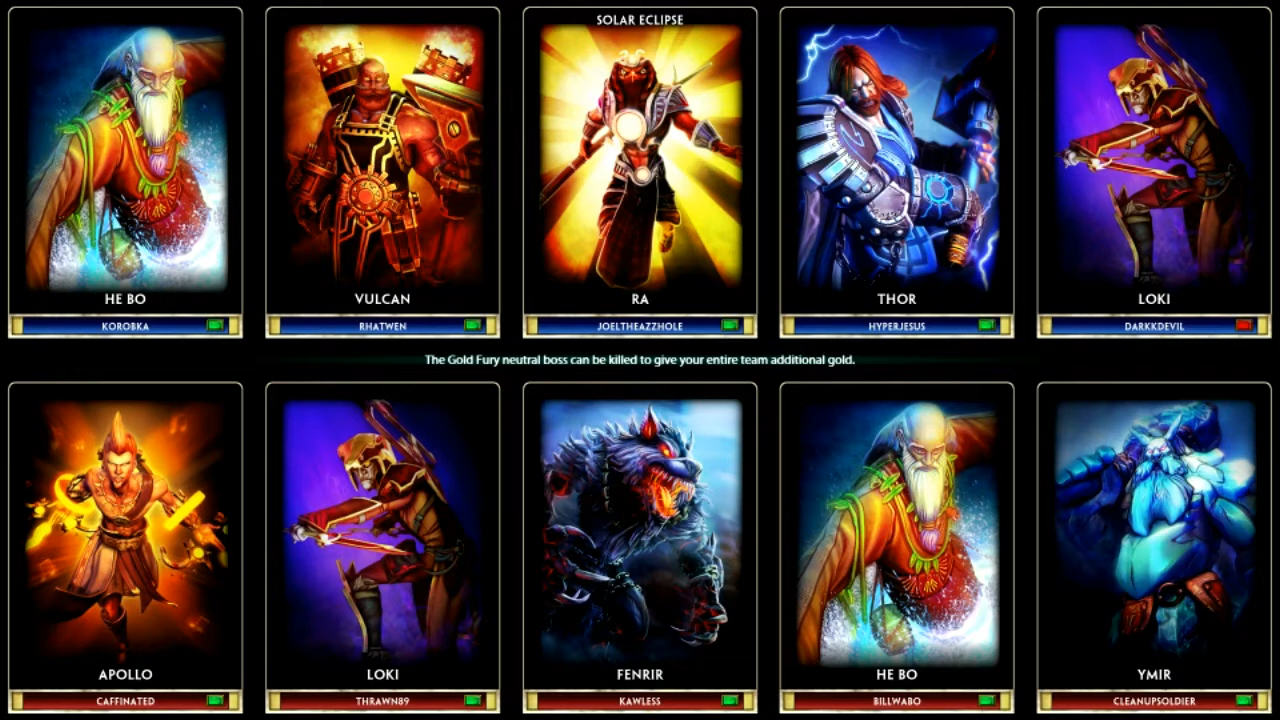 SOLAR ECLIPSE
HE BO
VULCAN
RA
THOR
LOKI
KOROBKA
RHATWEN
JOELTHEAZZHOLE
HYPERJESUS
DARKKDEVIL
The Gold Fury neutral boss can be killed to give your entire team additional gold.
APOLLO
LOKI
FENRIR
HE BO
YMIR
CAFFINATED
THRAWN89
KAWLESS
BILLWABO
CLEANUPSOLDIER